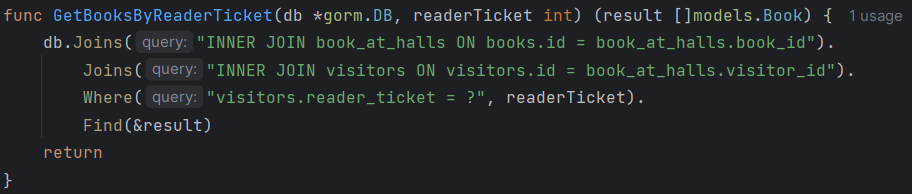 func GetBooksByReaderTicket(db *gorm.DB, readerTicket int) (result []models.Book) { 1 usage
    db.Joins( query: "INNER JOIN book_at_halls ON books.id = book_at_halls.book_id").
        Joins( query: "INNER JOIN visitors ON visitors.id = book_at_halls.visitor_id").
        Where( query: "visitors.reader_ticket = ?", readerTicket).
        Find(&result)
    return
}